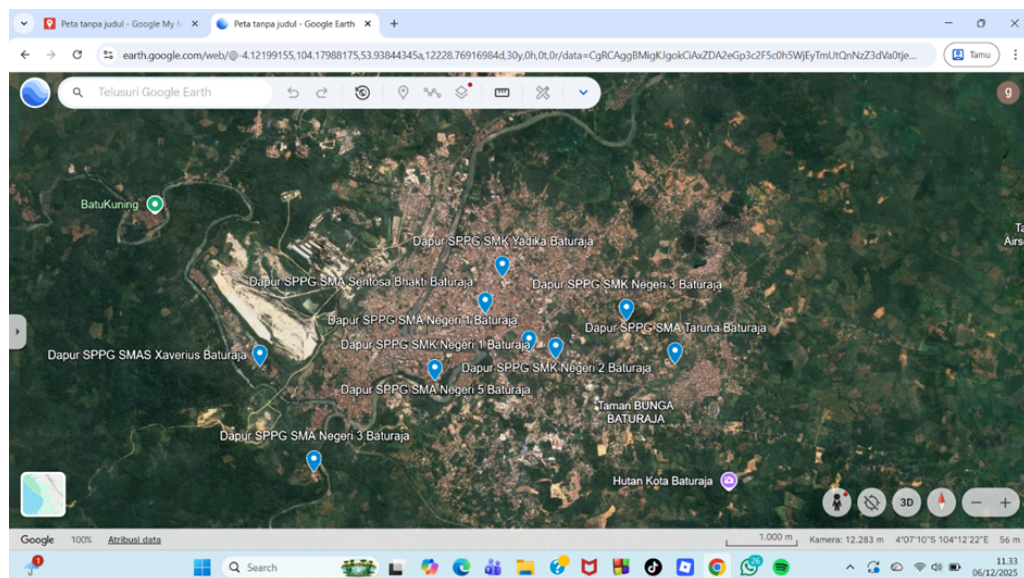 Peta tanpa judul - Google My M
Peta tanpa judul - Google Earth
earth.google.com/web/@-4.12199155,104.17988175,53.93844345a,12228.76916984d,30y,0h,0t,0r/data=
Tamu
Telusuri Google Earth
g
BatuKuning
Ta
Airs
Dapur SPPG SMK Yadika Baturaja
Dapur SPPG SMA Sentosa Bhakti Baturaja
Dapur SPPG SMK Negeri 3 Baturaja
Dapur SPPG SMA Negeri 1 Baturaja
Dapur SPPG SMA Taruna Baturaja
Dapur SPPG SMK Negeri 1 Baturaja
Dapur SPPG SMAS Xaverius Baturaja
Dapur SPPG SMK Negeri 2 Baturaja
Dapur SPPG SMA Negeri 5 Baturaja
Taman BUNGA
BATURAJA
Dapur SPPG SMA Negeri 3 Baturaja
Hutan Kota Baturaja
3D
Google 100% Atribusi data 1.000 m Kamera: 12.283 m 4°07'10"S 104°12'22"E 56 m
1
Search
26
11.33
06/12/2025